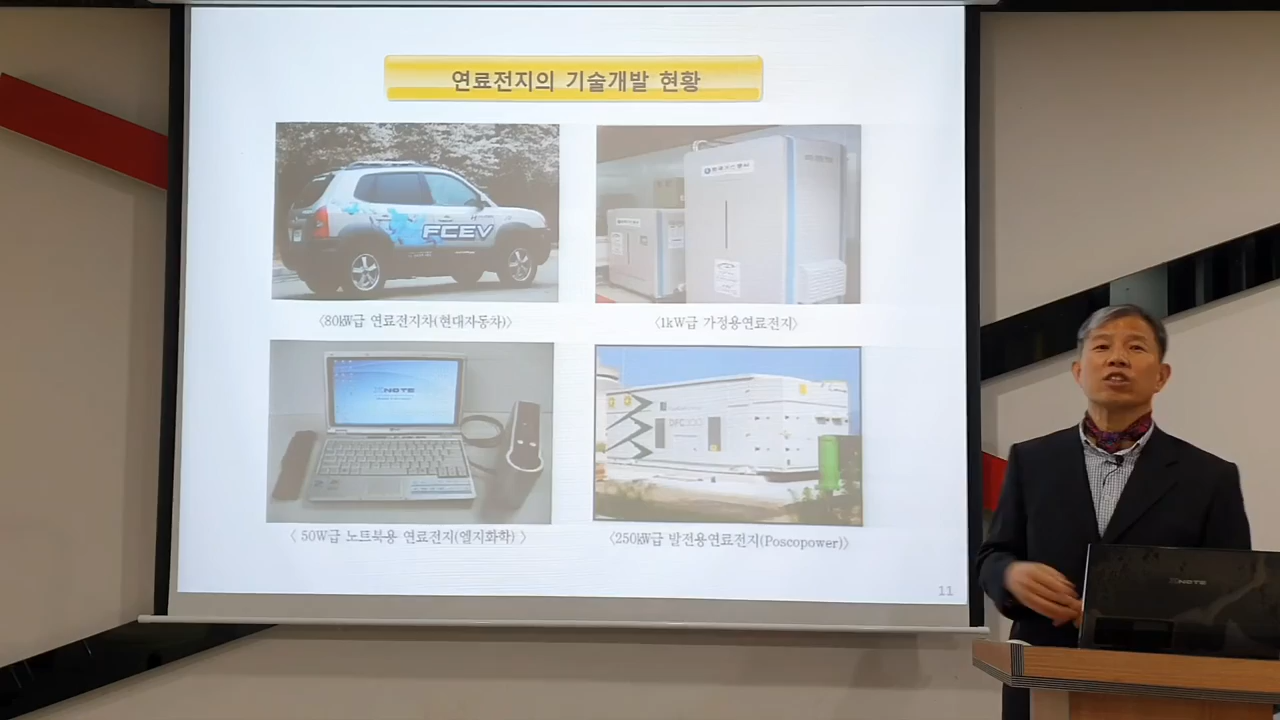 연료전지의 기술개발 현황
FCEV
〈80kW급 연료전지차(현대자동차)〉
〈1kW급 가정용연료전지〉
XNOTE
〈 50W급 노트북용 연료전지(엘지화학) 〉
〈250kW급 발전용연료전지(Poscopower)〉
11
XNOTE